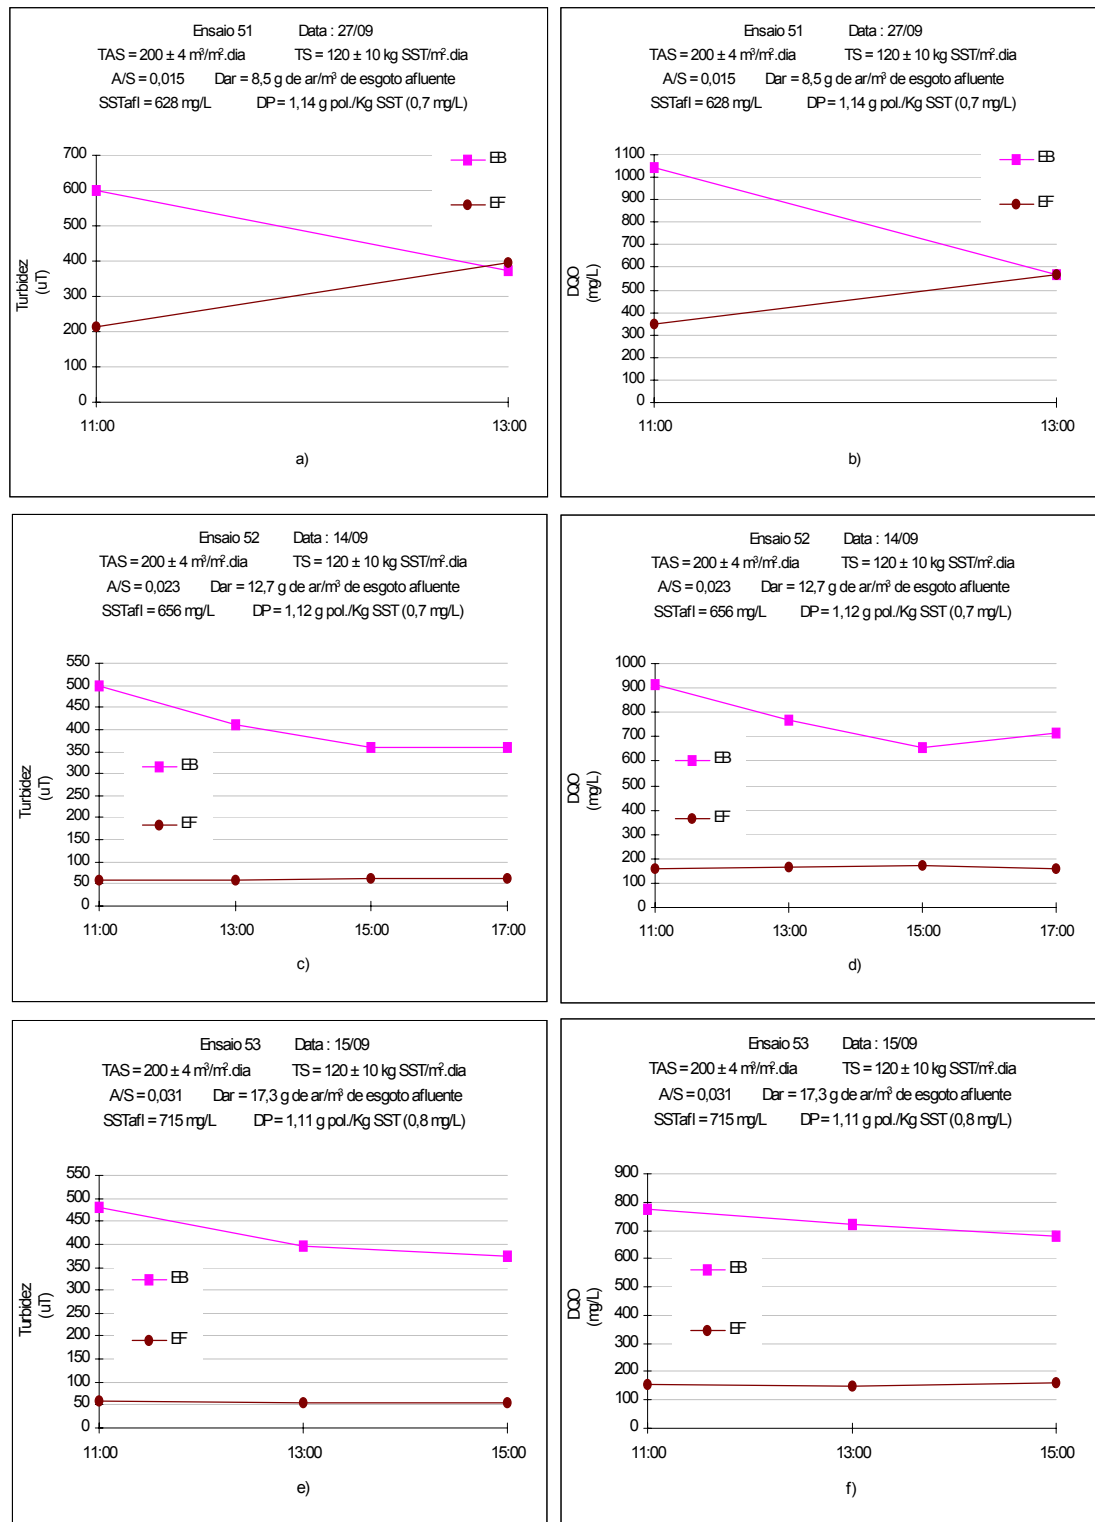 Ensaio 51 Data : 27/09
TAS = 200 ± 4 m³/m².dia TS = 120 ± 10 kg SST/m².dia
A/S = 0,015 Dar = 8,5 g de ar/m³ de esgoto afluente
SSTafl = 628 mg/L DP = 1,14 g pol./Kg SST (0,7 mg/L)
700
600
500
400
300
200
100
0
Turbidez
(uT)
EB
EF
11:00 13:00
a)
Ensaio 51 Data : 27/09
TAS = 200 ± 4 m³/m².dia TS = 120 ± 10 kg SST/m².dia
A/S = 0,015 Dar = 8,5 g de ar/m³ de esgoto afluente
SSTafl = 628 mg/L DP = 1,14 g pol./Kg SST (0,7 mg/L)
1100
1000
900
800
700
600
500
400
300
200
100
0
DQO
(mg/L)
EB
EF
11:00 13:00
b)
Ensaio 52 Data : 14/09
TAS = 200 ± 4 m³/m².dia TS = 120 ± 10 kg SST/m².dia
A/S = 0,023 Dar = 12,7 g de ar/m³ de esgoto afluente
SSTafl = 656 mg/L DP = 1,12 g pol./Kg SST (0,7 mg/L)
550
500
450
400
350
300
250
200
150
100
50
0
Turbidez
(uT)
EB
EF
11:00 13:00 15:00 17:00
c)
Ensaio 52 Data : 14/09
TAS = 200 ± 4 m³/m².dia TS = 120 ± 10 kg SST/m².dia
A/S = 0,023 Dar = 12,7 g de ar/m³ de esgoto afluente
SSTafl = 656 mg/L DP = 1,12 g pol./Kg SST (0,7 mg/L)
1000
900
800
700
600
500
400
300
200
100
0
DQO
(mg/L)
EB
EF
11:00 13:00 15:00 17:00
d)
Ensaio 53 Data : 15/09
TAS = 200 ± 4 m³/m².dia TS = 120 ± 10 kg SST/m².dia
A/S = 0,031 Dar = 17,3 g de ar/m³ de esgoto afluente
SSTafl = 715 mg/L DP = 1,11 g pol./Kg SST (0,8 mg/L)
550
500
450
400
350
300
250
200
150
100
50
0
Turbidez
(uT)
EB
EF
11:00 13:00 15:00
e)
Ensaio 53 Data : 15/09
TAS = 200 ± 4 m³/m².dia TS = 120 ± 10 kg SST/m².dia
A/S = 0,031 Dar = 17,3 g de ar/m³ de esgoto afluente
SSTafl = 715 mg/L DP = 1,11 g pol./Kg SST (0,8 mg/L)
900
800
700
600
500
400
300
200
100
0
DQO
(mg/L)
EB
EF
11:00 13:00 15:00
f)